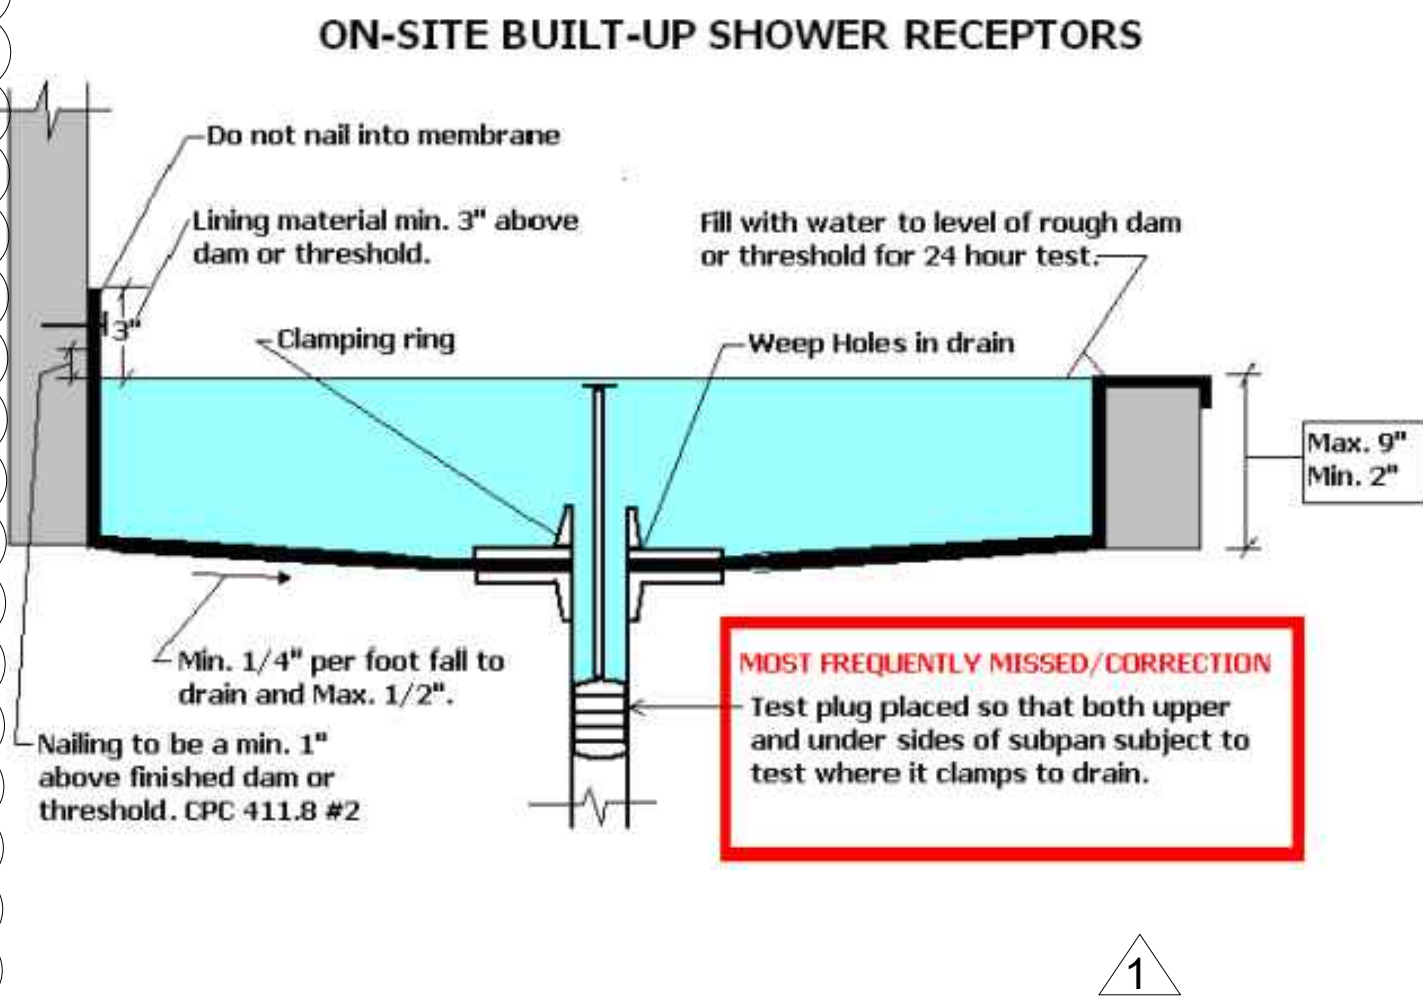 ON-SITE BUILT-UP SHOWER RECEPTORS
Do not nail into membrane
Lining material min. 3" above
dam or threshold.
Fill with water to level of rough dam
or threshold for 24 hour test.
3"
Clamping ring
Weep Holes in drain
Max. 9"
Min. 2"
Min. 1/4" per foot fall to
drain and Max. 1/2".
Nailing to be a min. 1"
above finished dam or
threshold. CPC 411.8 #2
MOST FREQUENTLY MISSED/CORRECTION
Test plug placed so that both upper
and under sides of subpan subject to
test where it clamps to drain.
1